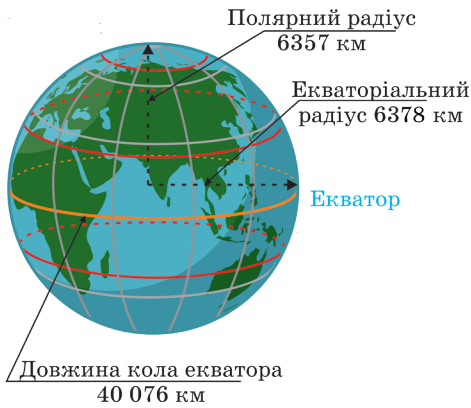 Полярний радіус
6357 км
Екваторіальний
радіус 6378 км
Екватор
Довжина кола екватора
40 076 км